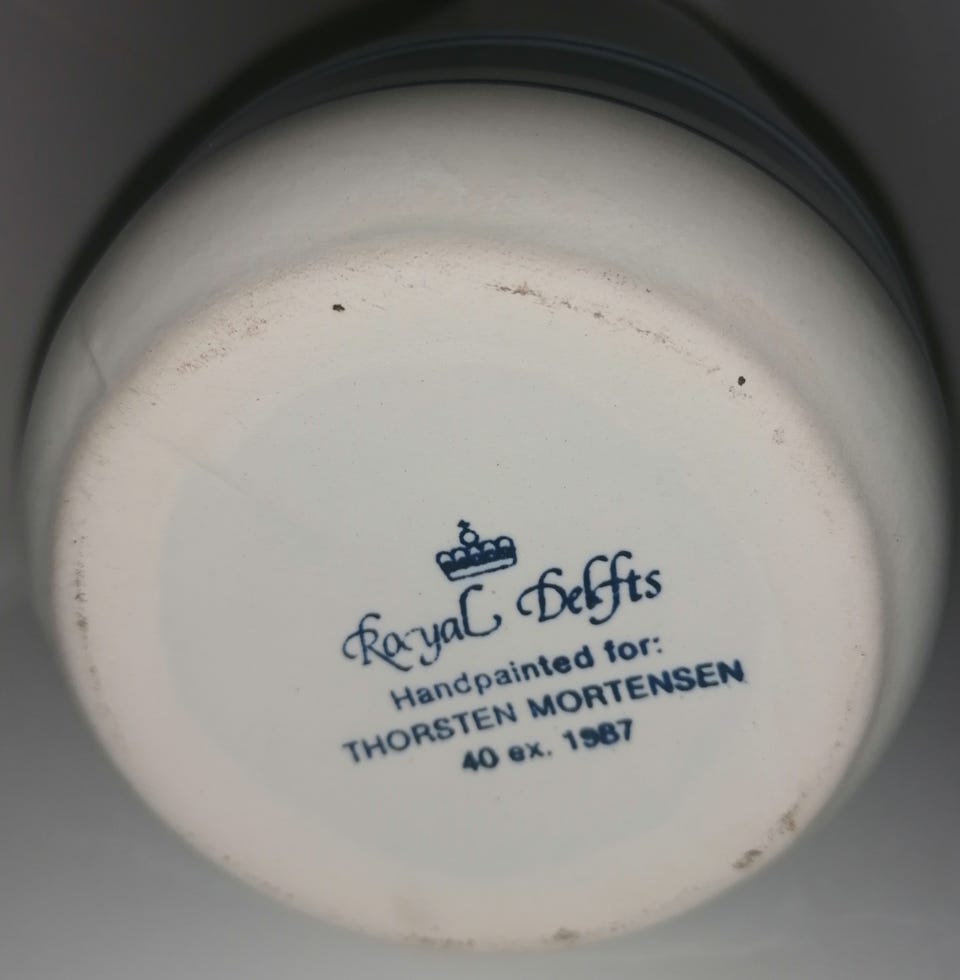 Royal Delfts
Handpainted for:
THORSTEN MORTENSEN
40 ex. 1987